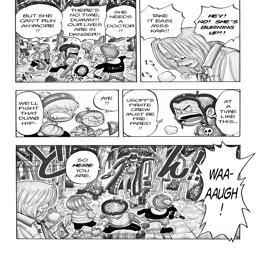 HEY!
NO! SHE'S
BURNING
UP!!
TAKE IT
EASY,
MISS
KAYA!!
SHE
NEEDS
A
DOCTOR
!!
THERE'S
NO TIME,
DUMMY!!
OUR LIVES
ARE IN
DANGER!!
BUT SHE
CAN'T
RUN
ANYMORE
!!
AT A
TIME
LIKE
THIS...
USOPP'S
PIRATE
CREW
MUST BE
PRE-
PARED!
WE'LL
FIGHT
THAT
DUMB
HYP-
SO
HERE
YOU
ARE.
WAA-
AAUGH
!